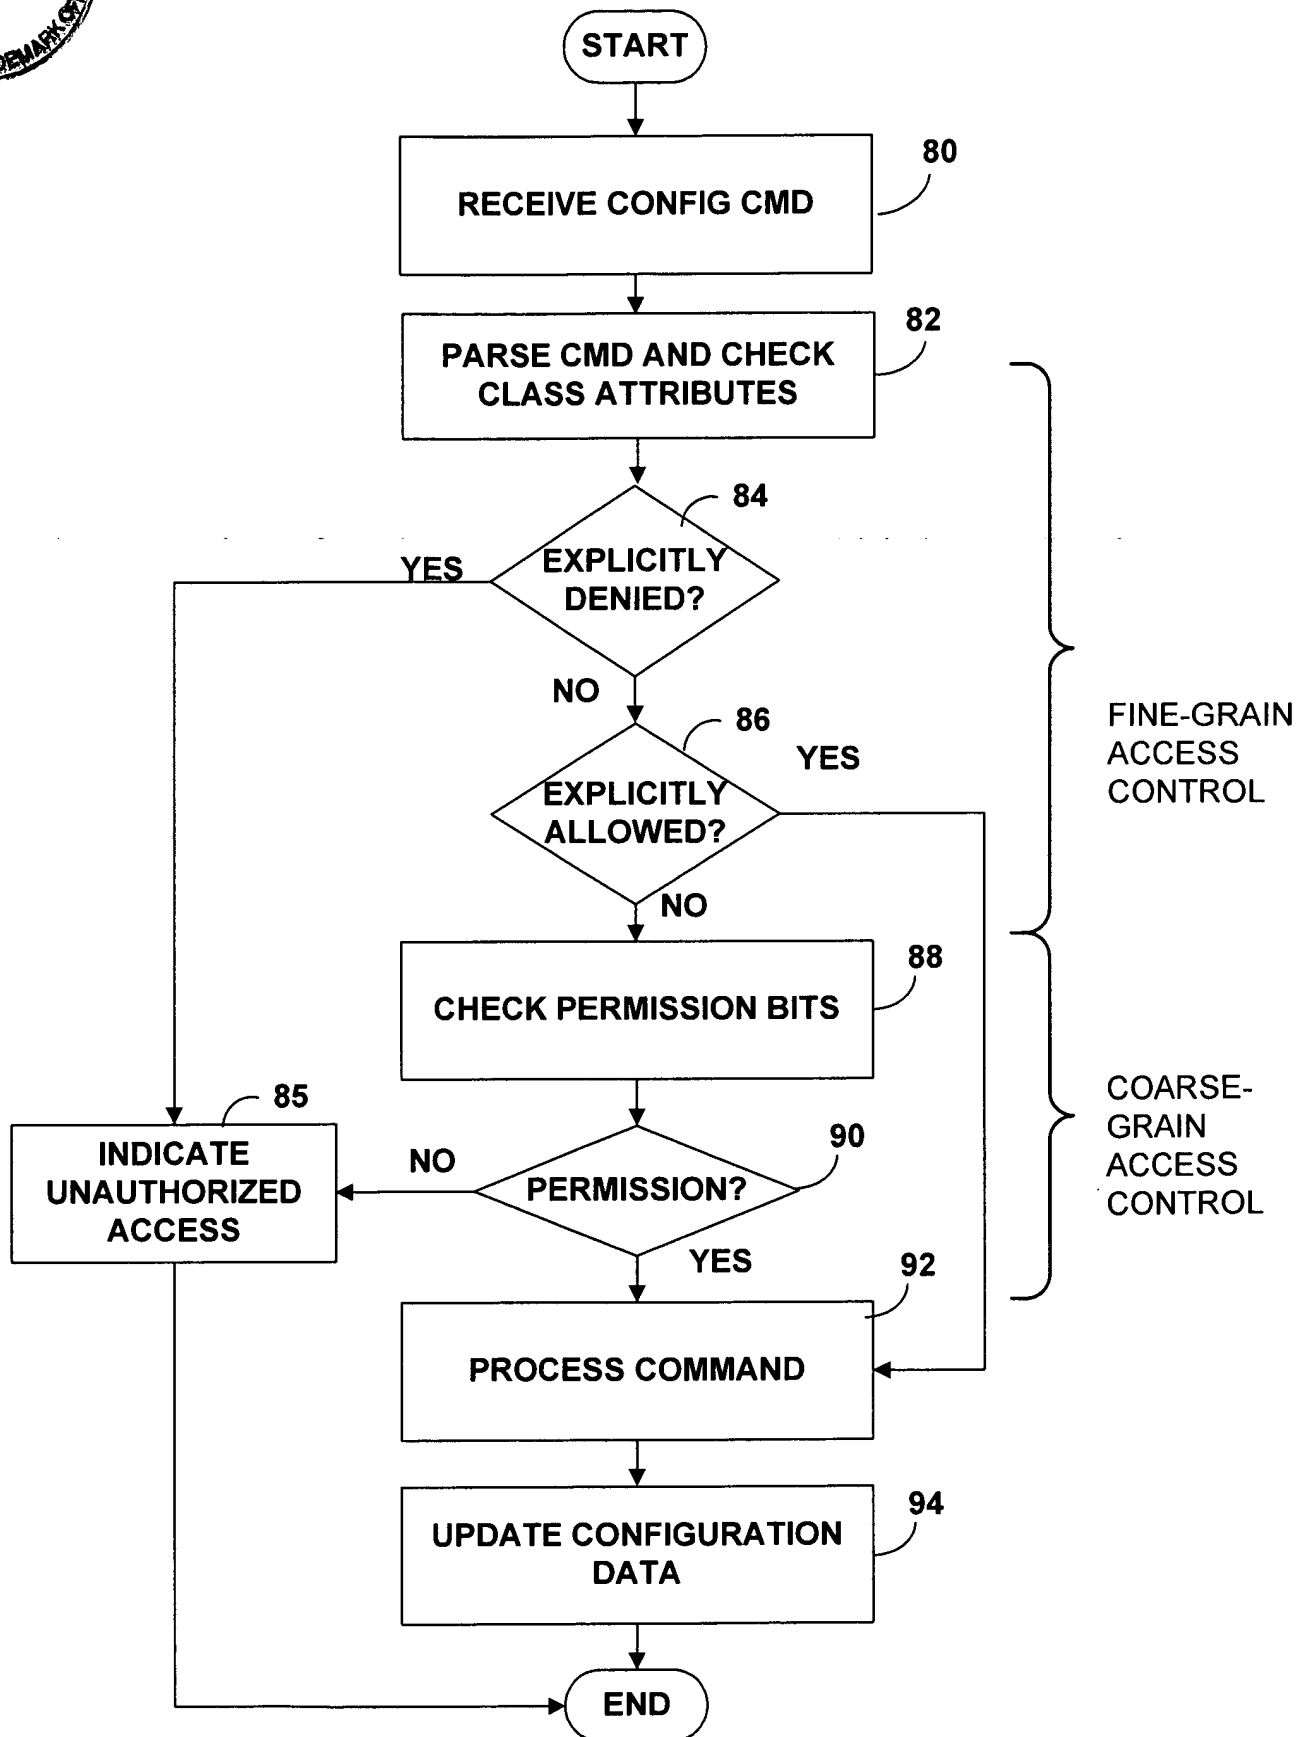 START
80
RECEIVE CONFIG CMD
82
PARSE CMD AND CHECK
CLASS ATTRIBUTES
84
YES
EXPLICITLY
DENIED?
NO
86
YES
EXPLICITLY
ALLOWED?
NO
FINE-GRAIN
ACCESS
CONTROL
88
CHECK PERMISSION BITS
85
INDICATE
UNAUTHORIZED
ACCESS
NO
90
PERMISSION?
YES
COARSE-
GRAIN
ACCESS
CONTROL
92
PROCESS COMMAND
94
UPDATE CONFIGURATION
DATA
END